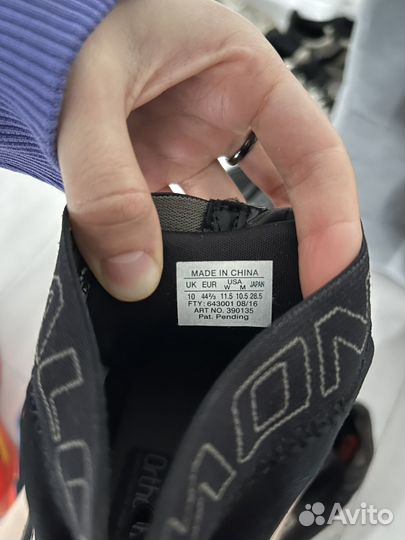 MADE IN CHINA
UK EUR USA W M JAPAN
10 44⅔ 11.5 10.5 28.5
FTY: 643001 08/16
ART NO. 390135
Pat. Pending
Ortho
Avito